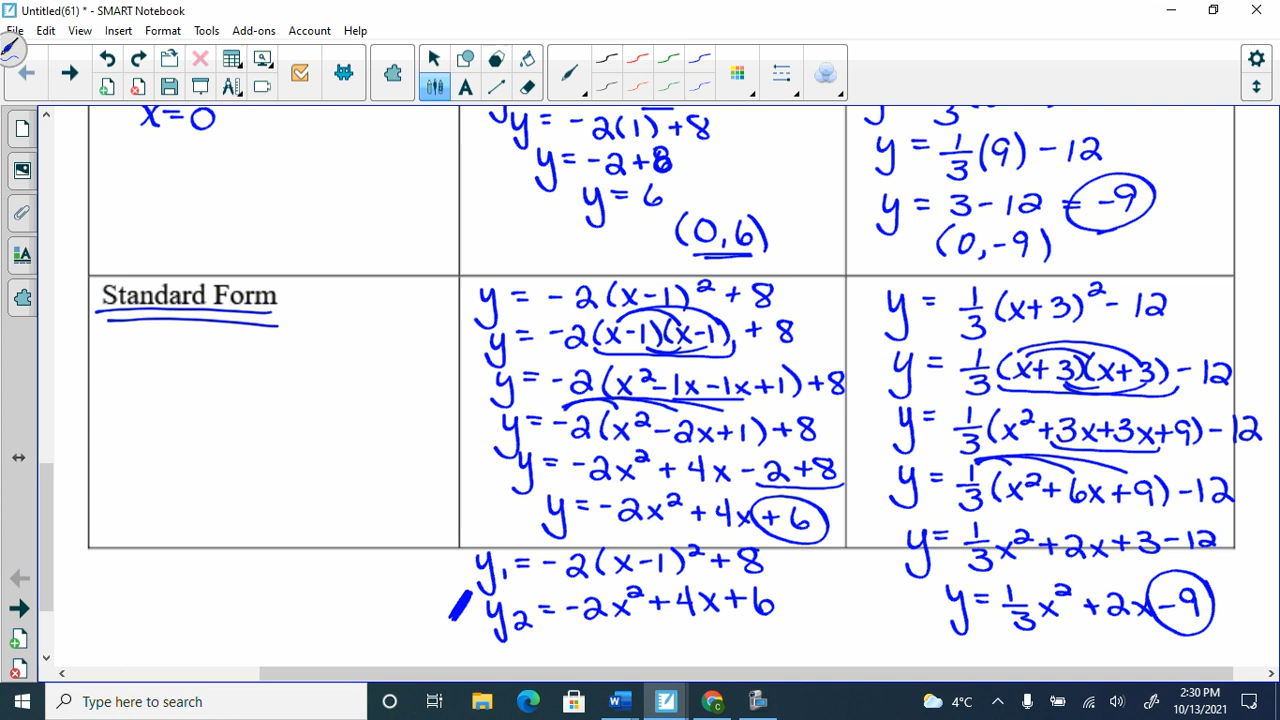 Untitled(61) * - SMART Notebook
File Edit View Insert Format Tools Add-ons Account Help
x=0
y = -2(1)+8
y = -2+8
y = 6
(0,6)
y = 1/3(9) - 12
y = 3-12 = -9
(0,-9)
Standard Form
y = -2(x-1)² + 8
y = -2(x-1)(x-1) + 8
y = -2(x²-1x-1x+1)+8
y = -2(x²-2x+1)+8
y = -2x²+4x-2+8
y = -2x²+4x+6
y₁ = -2(x-1)²+8
y₂ = -2x²+4x+6
y = 1/3(x+3)²-12
y = 1/3(x+3)(x+3)-12
y = 1/3(x²+3x+3x+9)-12
y = 1/3(x²+6x+9)-12
y = 1/3x²+2x+3-12
y = 1/3x²+2x-9
Type here to search
4°C
2:30 PM
10/13/2021